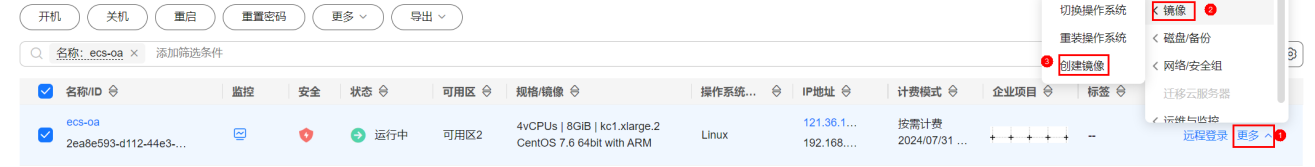 开机 关机 重启 重置密码 更多 导出
切换操作系统 镜像 2
名称: ecs-oa × 添加筛选条件
重装操作系统 磁盘/备份
3 创建镜像 网络/安全组
名称/ID 监控 安全 状态 可用区 规格/镜像 操作系统... IP地址 计费模式 企业项目 标签 迁移云服务器
ecs-oa
2ea8e593-d112-44e3-...
运行中
可用区2
4vCPUs | 8GiB | kc1.xlarge.2
CentOS 7.6 64bit with ARM
Linux
121.36.1...
192.168....
按需计费
2024/07/31 ...
--
运维与监控
远程登录 更多 1